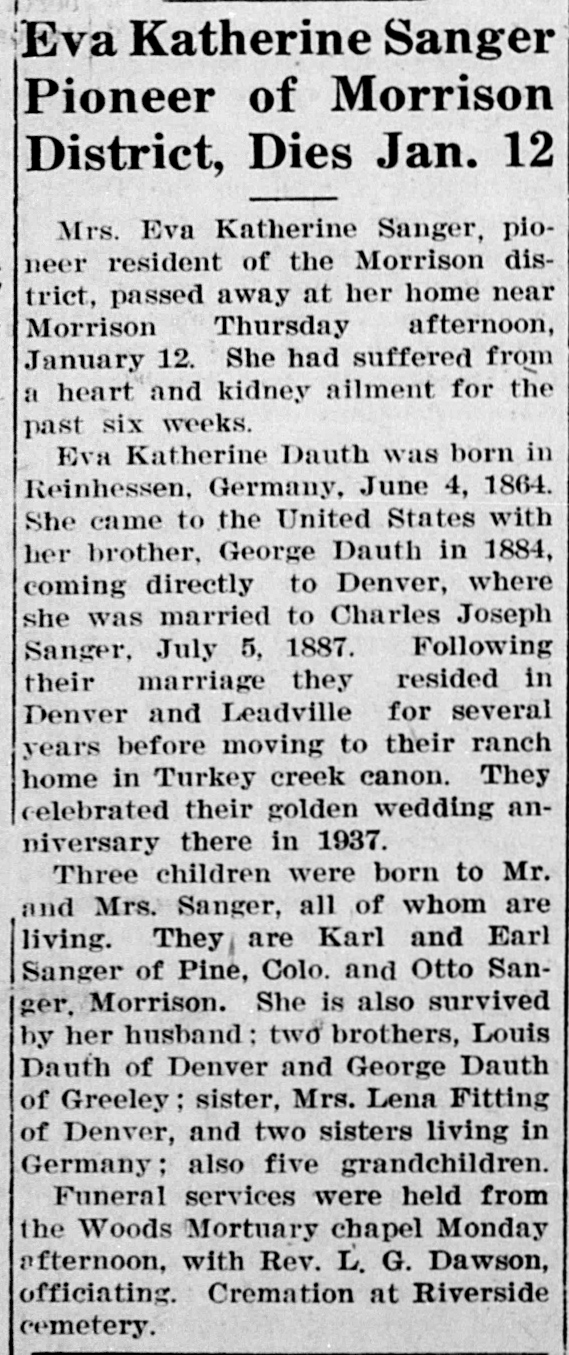 Eva Katherine Sanger
Pioneer of Morrison
District, Dies Jan. 12
Mrs. Eva Katherine Sanger, pio-
neer resident of the Morrison dis-
trict, passed away at her home near
Morrison Thursday afternoon,
January 12. She had suffered from
a heart and kidney ailment for the
past six weeks.
Eva Katherine Dauth was born in
Reinhessen, Germany, June 4, 1864.
She came to the United States with
her brother, George Dauth in 1884,
coming directly to Denver, where
she was married to Charles Joseph
Sanger, July 5, 1887. Following
their marriage they resided in
Denver and Leadville for several
years before moving to their ranch
home in Turkey creek canon. They
celebrated their golden wedding an-
niversary there in 1937.
Three children were born to Mr.
and Mrs. Sanger, all of whom are
living. They are Karl and Earl
Sanger of Pine, Colo. and Otto San-
ger, Morrison. She is also survived
by her husband; two brothers, Louis
Dauth of Denver and George Dauth
of Greeley; sister, Mrs. Lena Fitting
of Denver, and two sisters living in
Germany; also five grandchildren.
Funeral services were held from
the Woods Mortuary chapel Monday
afternoon, with Rev. L. G. Dawson,
officiating. Cremation at Riverside
cemetery.